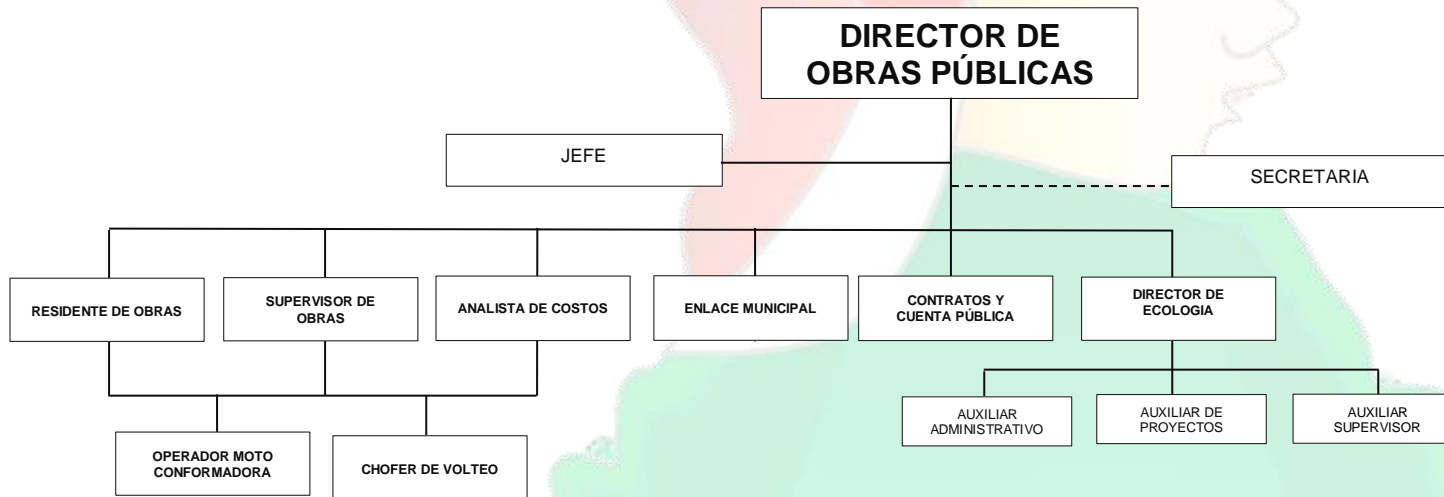 DIRECTOR DE
OBRAS PÚBLICAS
JEFE
SECRETARIA
RESIDENTE DE OBRAS
SUPERVISOR DE
OBRAS
ANALISTA DE COSTOS
ENLACE MUNICIPAL
CONTRATOS Y
CUENTA PÚBLICA
DIRECTOR DE
ECOLOGIA
AUXILIAR
ADMINISTRATIVO
AUXILIAR DE
PROYECTOS
AUXILIAR
SUPERVISOR
OPERADOR MOTO
CONFORMADORA
CHOFER DE VOLTEO